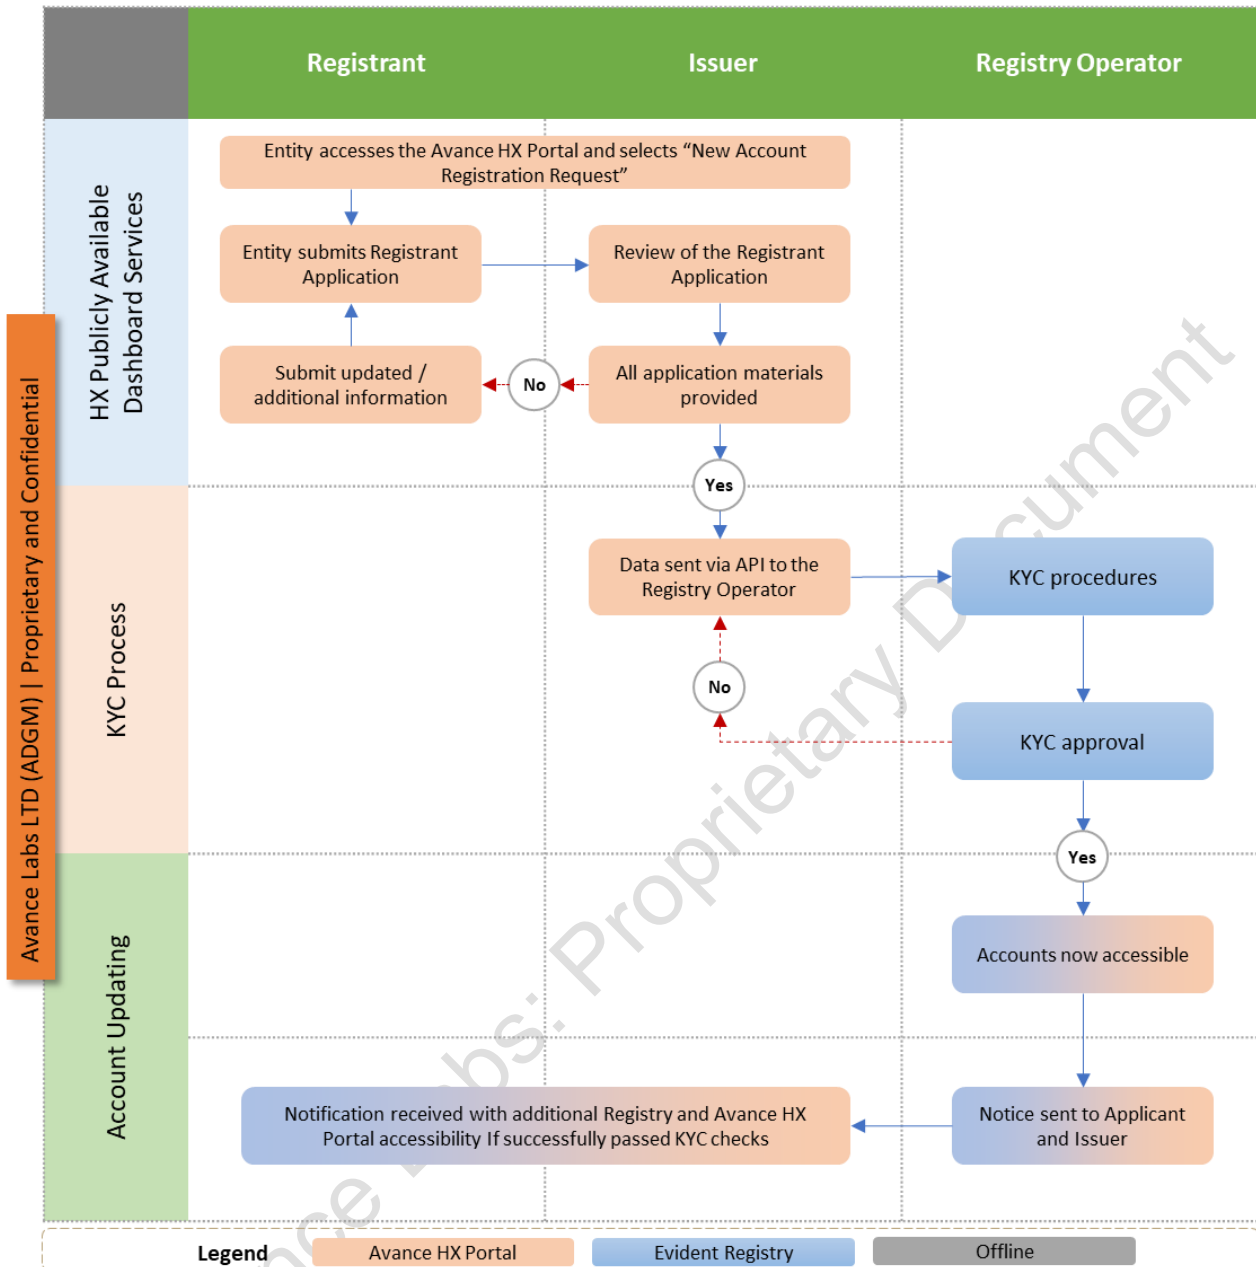 Registrant
Issuer
Registry Operator
HX Publicly Available
Dashboard Services
Entity accesses the Avance HX Portal and selects “New Account
Registration Request”
Entity submits Registrant
Application
Review of the Registrant
Application
Submit updated /
additional information
No
All application materials
provided
Yes
KYC Process
Data sent via API to the
Registry Operator
KYC procedures
No
KYC approval
Yes
Account Updating
Accounts now accessible
Notification received with additional Registry and Avance HX
Portal accessibility If successfully passed KYC checks
Notice sent to Applicant
and Issuer
Avance Labs LTD (ADGM) | Proprietary and Confidential
Legend
Avance HX Portal
Evident Registry
Offline